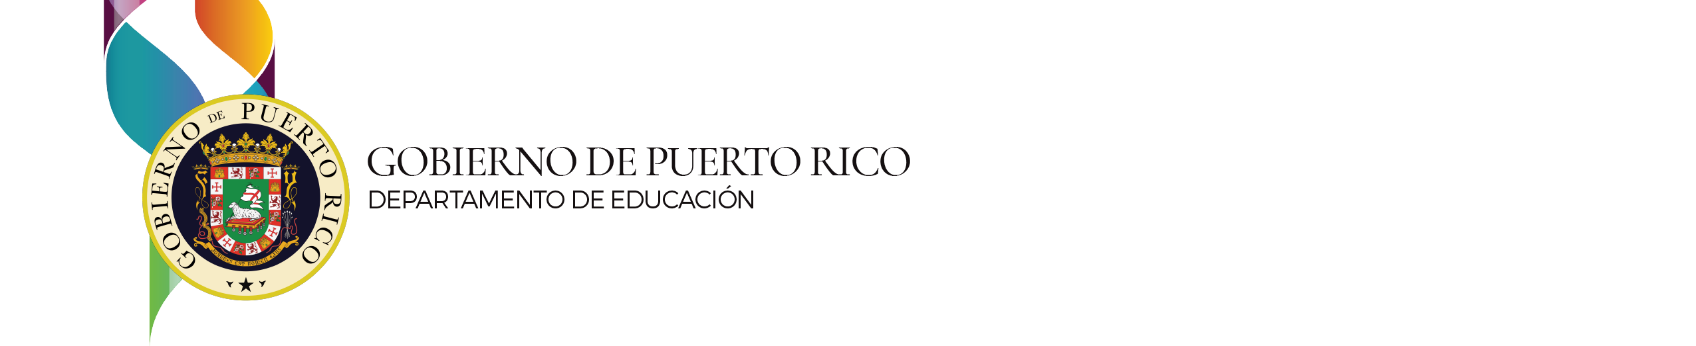 GOBIERNO DE PUERTO RICO
GOBIERNO DE PUERTO RICO
DEPARTAMENTO DE EDUCACIÓN